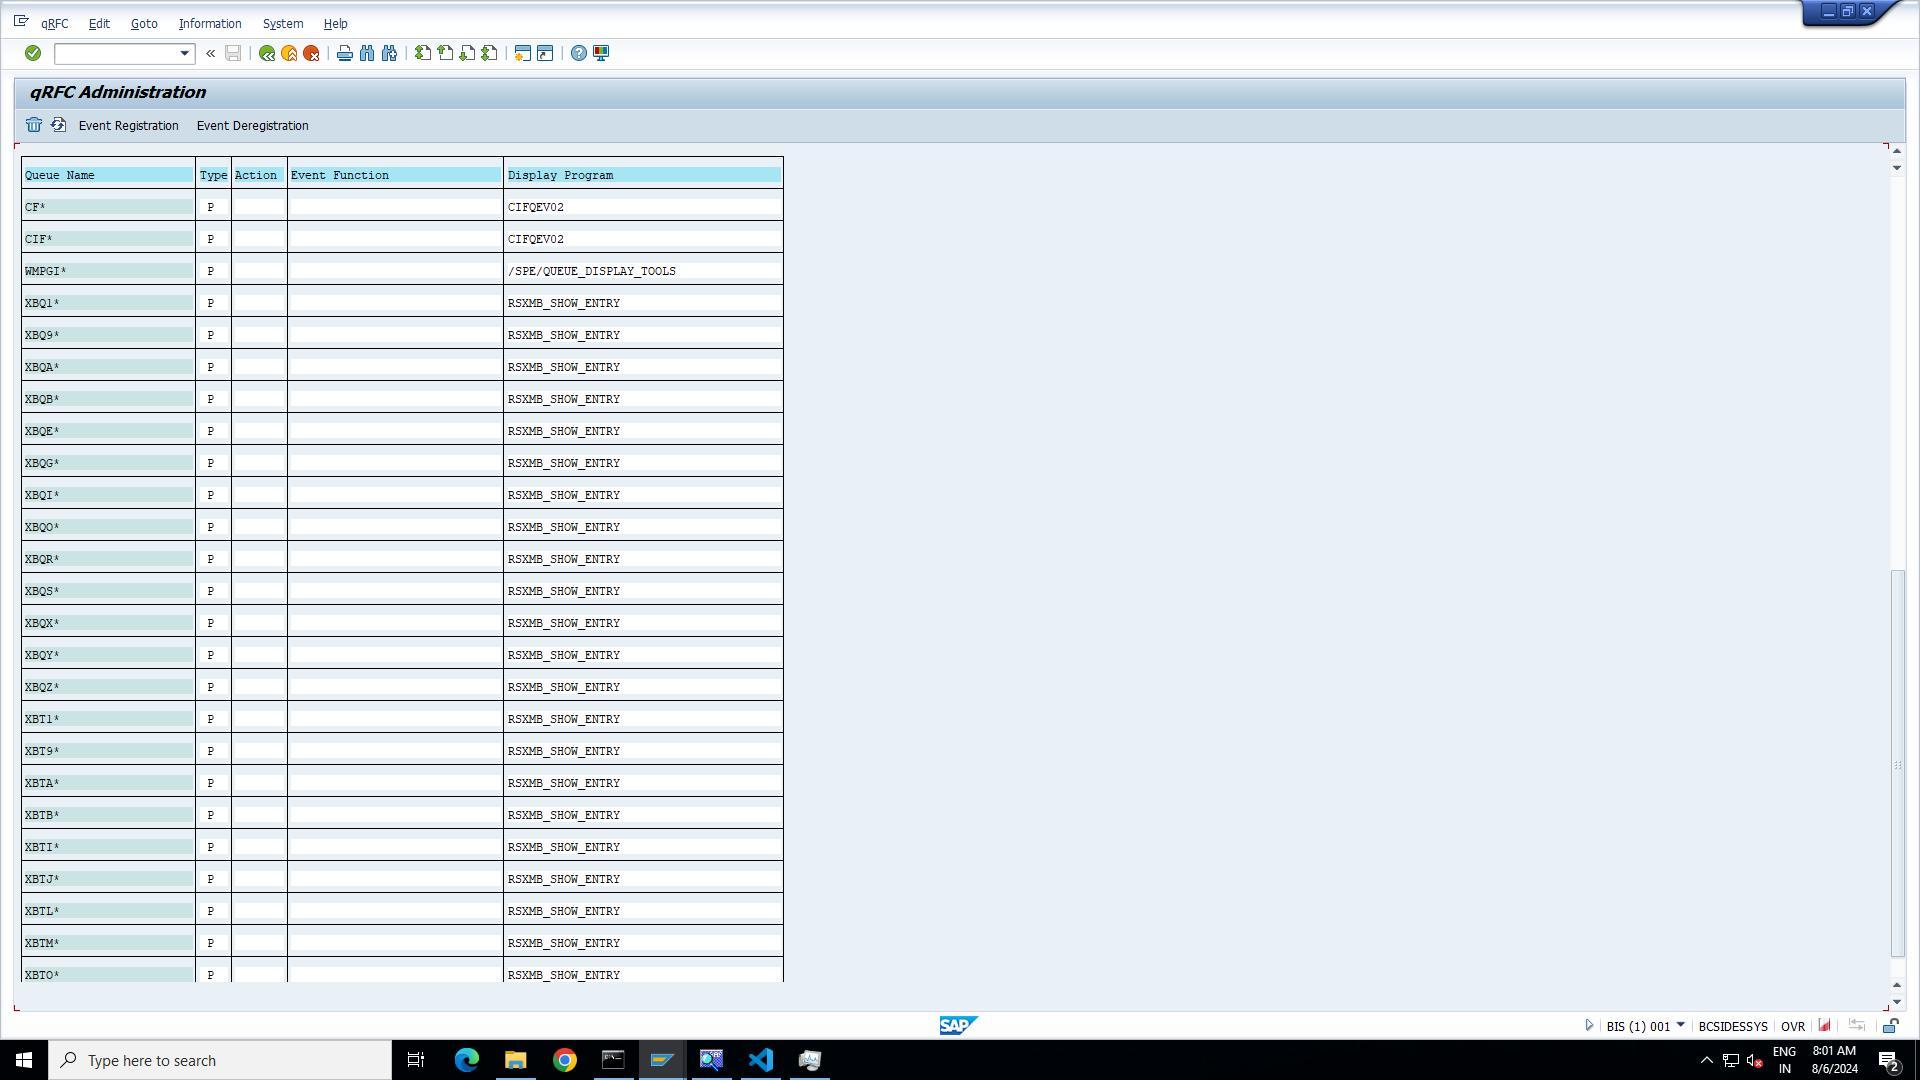 qRFC Edit Goto Information System Help
qRFC Administration
Event Registration Event Deregistration
Queue Name Type Action Event Function Display Program
CF* P CIFQEV02
CIF* P CIFQEV02
WMPGI* P /SPE/QUEUE_DISPLAY_TOOLS
XBQ1* P RSXMB_SHOW_ENTRY
XBQ9* P RSXMB_SHOW_ENTRY
XBQA* P RSXMB_SHOW_ENTRY
XBQB* P RSXMB_SHOW_ENTRY
XBQE* P RSXMB_SHOW_ENTRY
XBQG* P RSXMB_SHOW_ENTRY
XBQI* P RSXMB_SHOW_ENTRY
XBQO* P RSXMB_SHOW_ENTRY
XBQR* P RSXMB_SHOW_ENTRY
XBQS* P RSXMB_SHOW_ENTRY
XBQX* P RSXMB_SHOW_ENTRY
XBQY* P RSXMB_SHOW_ENTRY
XBQZ* P RSXMB_SHOW_ENTRY
XBT1* P RSXMB_SHOW_ENTRY
XBT9* P RSXMB_SHOW_ENTRY
XBTA* P RSXMB_SHOW_ENTRY
XBTB* P RSXMB_SHOW_ENTRY
XBTI* P RSXMB_SHOW_ENTRY
XBTJ* P RSXMB_SHOW_ENTRY
XBTL* P RSXMB_SHOW_ENTRY
XBTM* P RSXMB_SHOW_ENTRY
XBTO* P RSXMB_SHOW_ENTRY
SAP BIS (1) 001 BCSIDESSYS OVR
Type here to search
ENG 8:01 AM
IN 8/6/2024 2